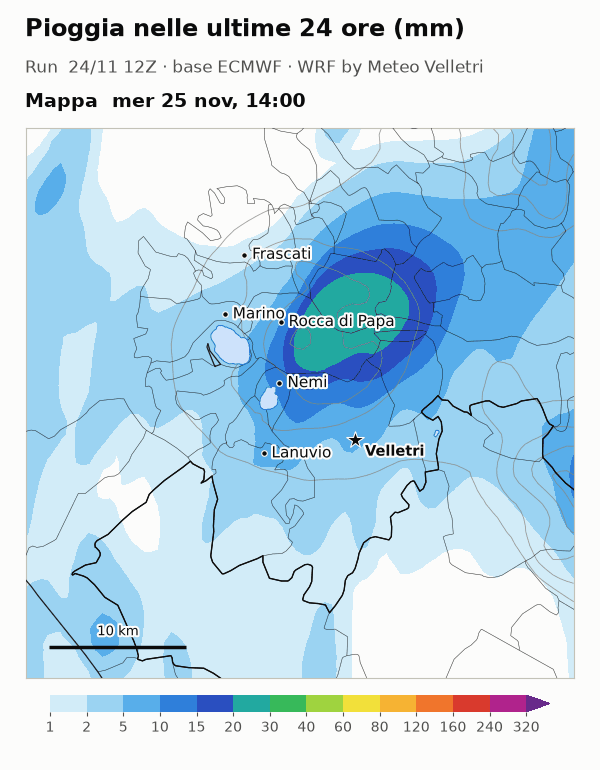 Pioggia nelle ultime 24 ore (mm)
Run  24/11 12Z · base ECMWF · WRF by Meteo Velletri
Mappa  mer 25 nov, 14:00
Frascati
Marino
Rocca di Papa
Nemi
Velletri
Lanuvio
10 km
1 2 5 10 15 20 30 40 60 80 120 160 240 320